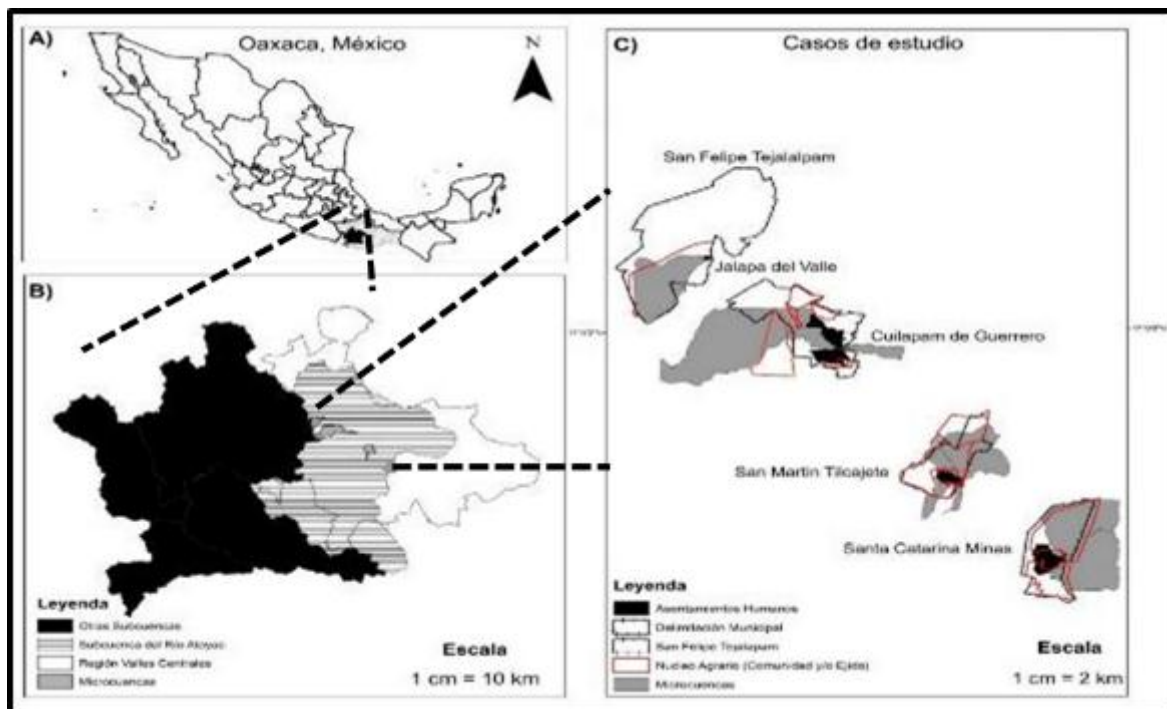 A)
Oaxaca, México
N
B)
Leyenda
Otras Subcuencas
Subcuenca del Río Atoyac
Región Valles Centrales
Microcuencas
Escala
1 cm = 10 km
C)
Casos de estudio
San Felipe Tejalalpam
Jalapa del Valle
Cuilapam de Guerrero
San Martin Tilcajete
Santa Catarina Minas
Leyenda
Asentamientos Humanos
Delimitación Municipal
San Felipe Tejalapam
Nucleo Agrario (Comunidad y/o Ejido)
Microcuencas
Escala
1 cm = 2 km